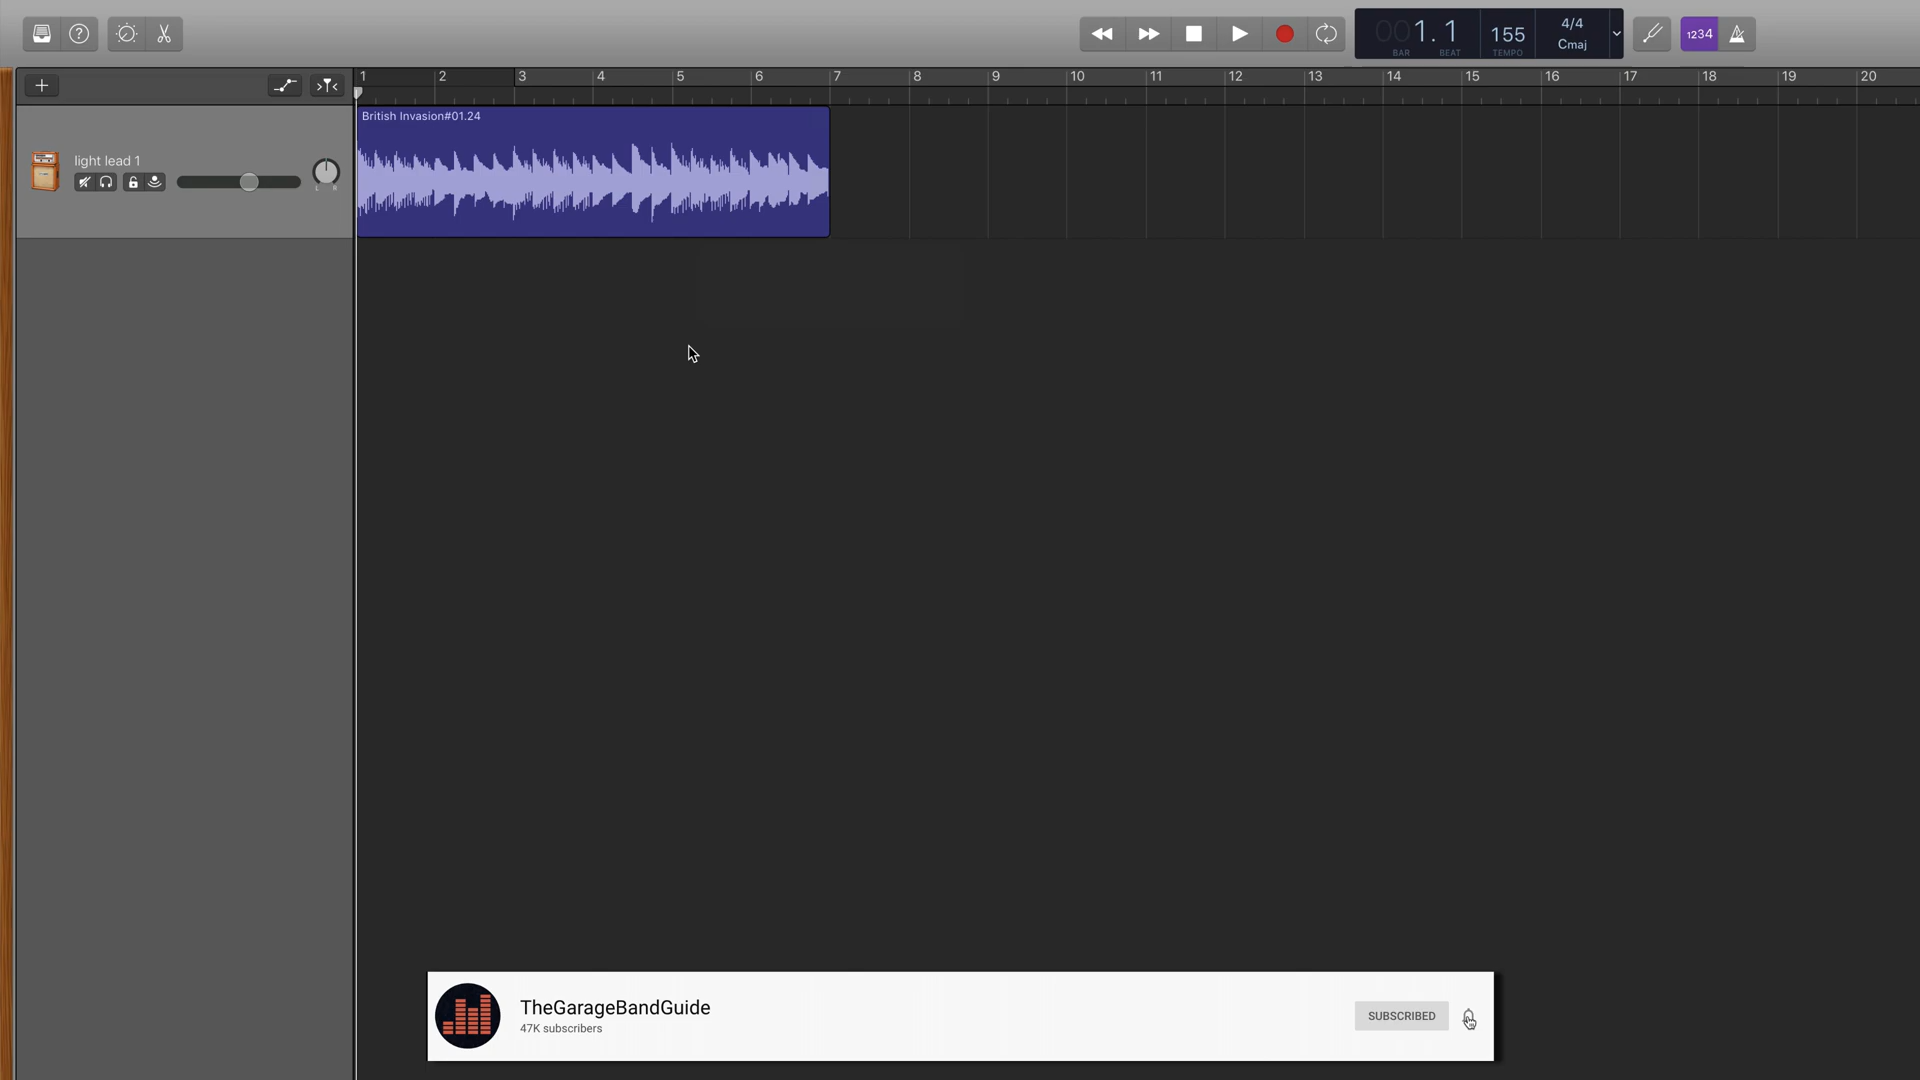 001. 1
BAR
BEAT
155
TEMPO
4/4
Cmaj
1234
1 2 3 4 5 6 7 8 9 10 11 12 13 14 15 16 17 18 19 20
British Invasion#01.24
light lead 1
L R
TheGarageBandGuide
47K subscribers
SUBSCRIBED